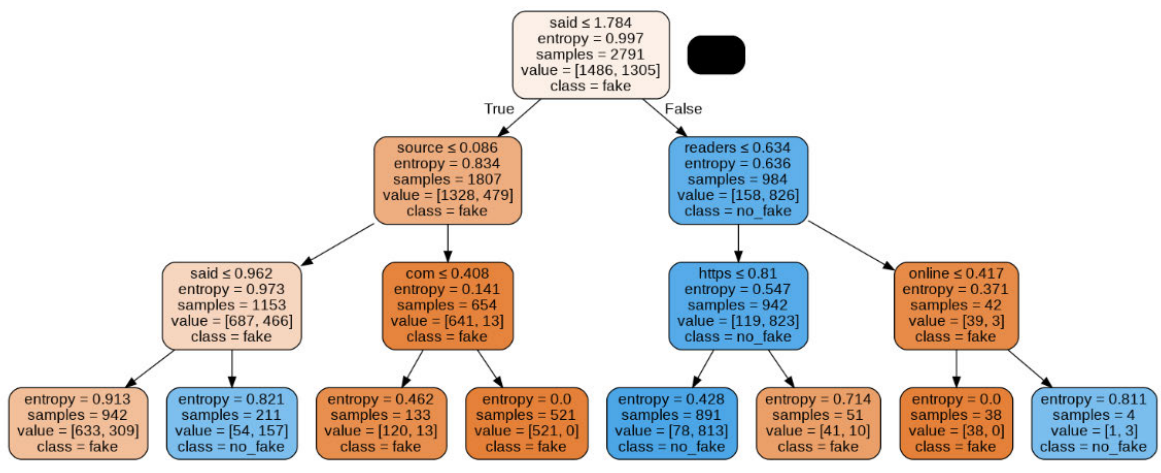 said ≤ 1.784
entropy = 0.997
samples = 2791
value = [1486, 1305]
class = fake
True
False
source ≤ 0.086
entropy = 0.834
samples = 1807
value = [1328, 479]
class = fake
readers ≤ 0.634
entropy = 0.636
samples = 984
value = [158, 826]
class = no_fake
said ≤ 0.962
entropy = 0.973
samples = 1153
value = [687, 466]
class = fake
com ≤ 0.408
entropy = 0.141
samples = 654
value = [641, 13]
class = fake
https ≤ 0.81
entropy = 0.547
samples = 942
value = [119, 823]
class = no_fake
online ≤ 0.417
entropy = 0.371
samples = 42
value = [39, 3]
class = fake
entropy = 0.913
samples = 942
value = [633, 309]
class = fake
entropy = 0.821
samples = 211
value = [54, 157]
class = no_fake
entropy = 0.462
samples = 133
value = [120, 13]
class = fake
entropy = 0.0
samples = 521
value = [521, 0]
class = fake
entropy = 0.428
samples = 891
value = [78, 813]
class = no_fake
entropy = 0.714
samples = 51
value = [41, 10]
class = fake
entropy = 0.0
samples = 38
value = [38, 0]
class = fake
entropy = 0.811
samples = 4
value = [1, 3]
class = no_fake